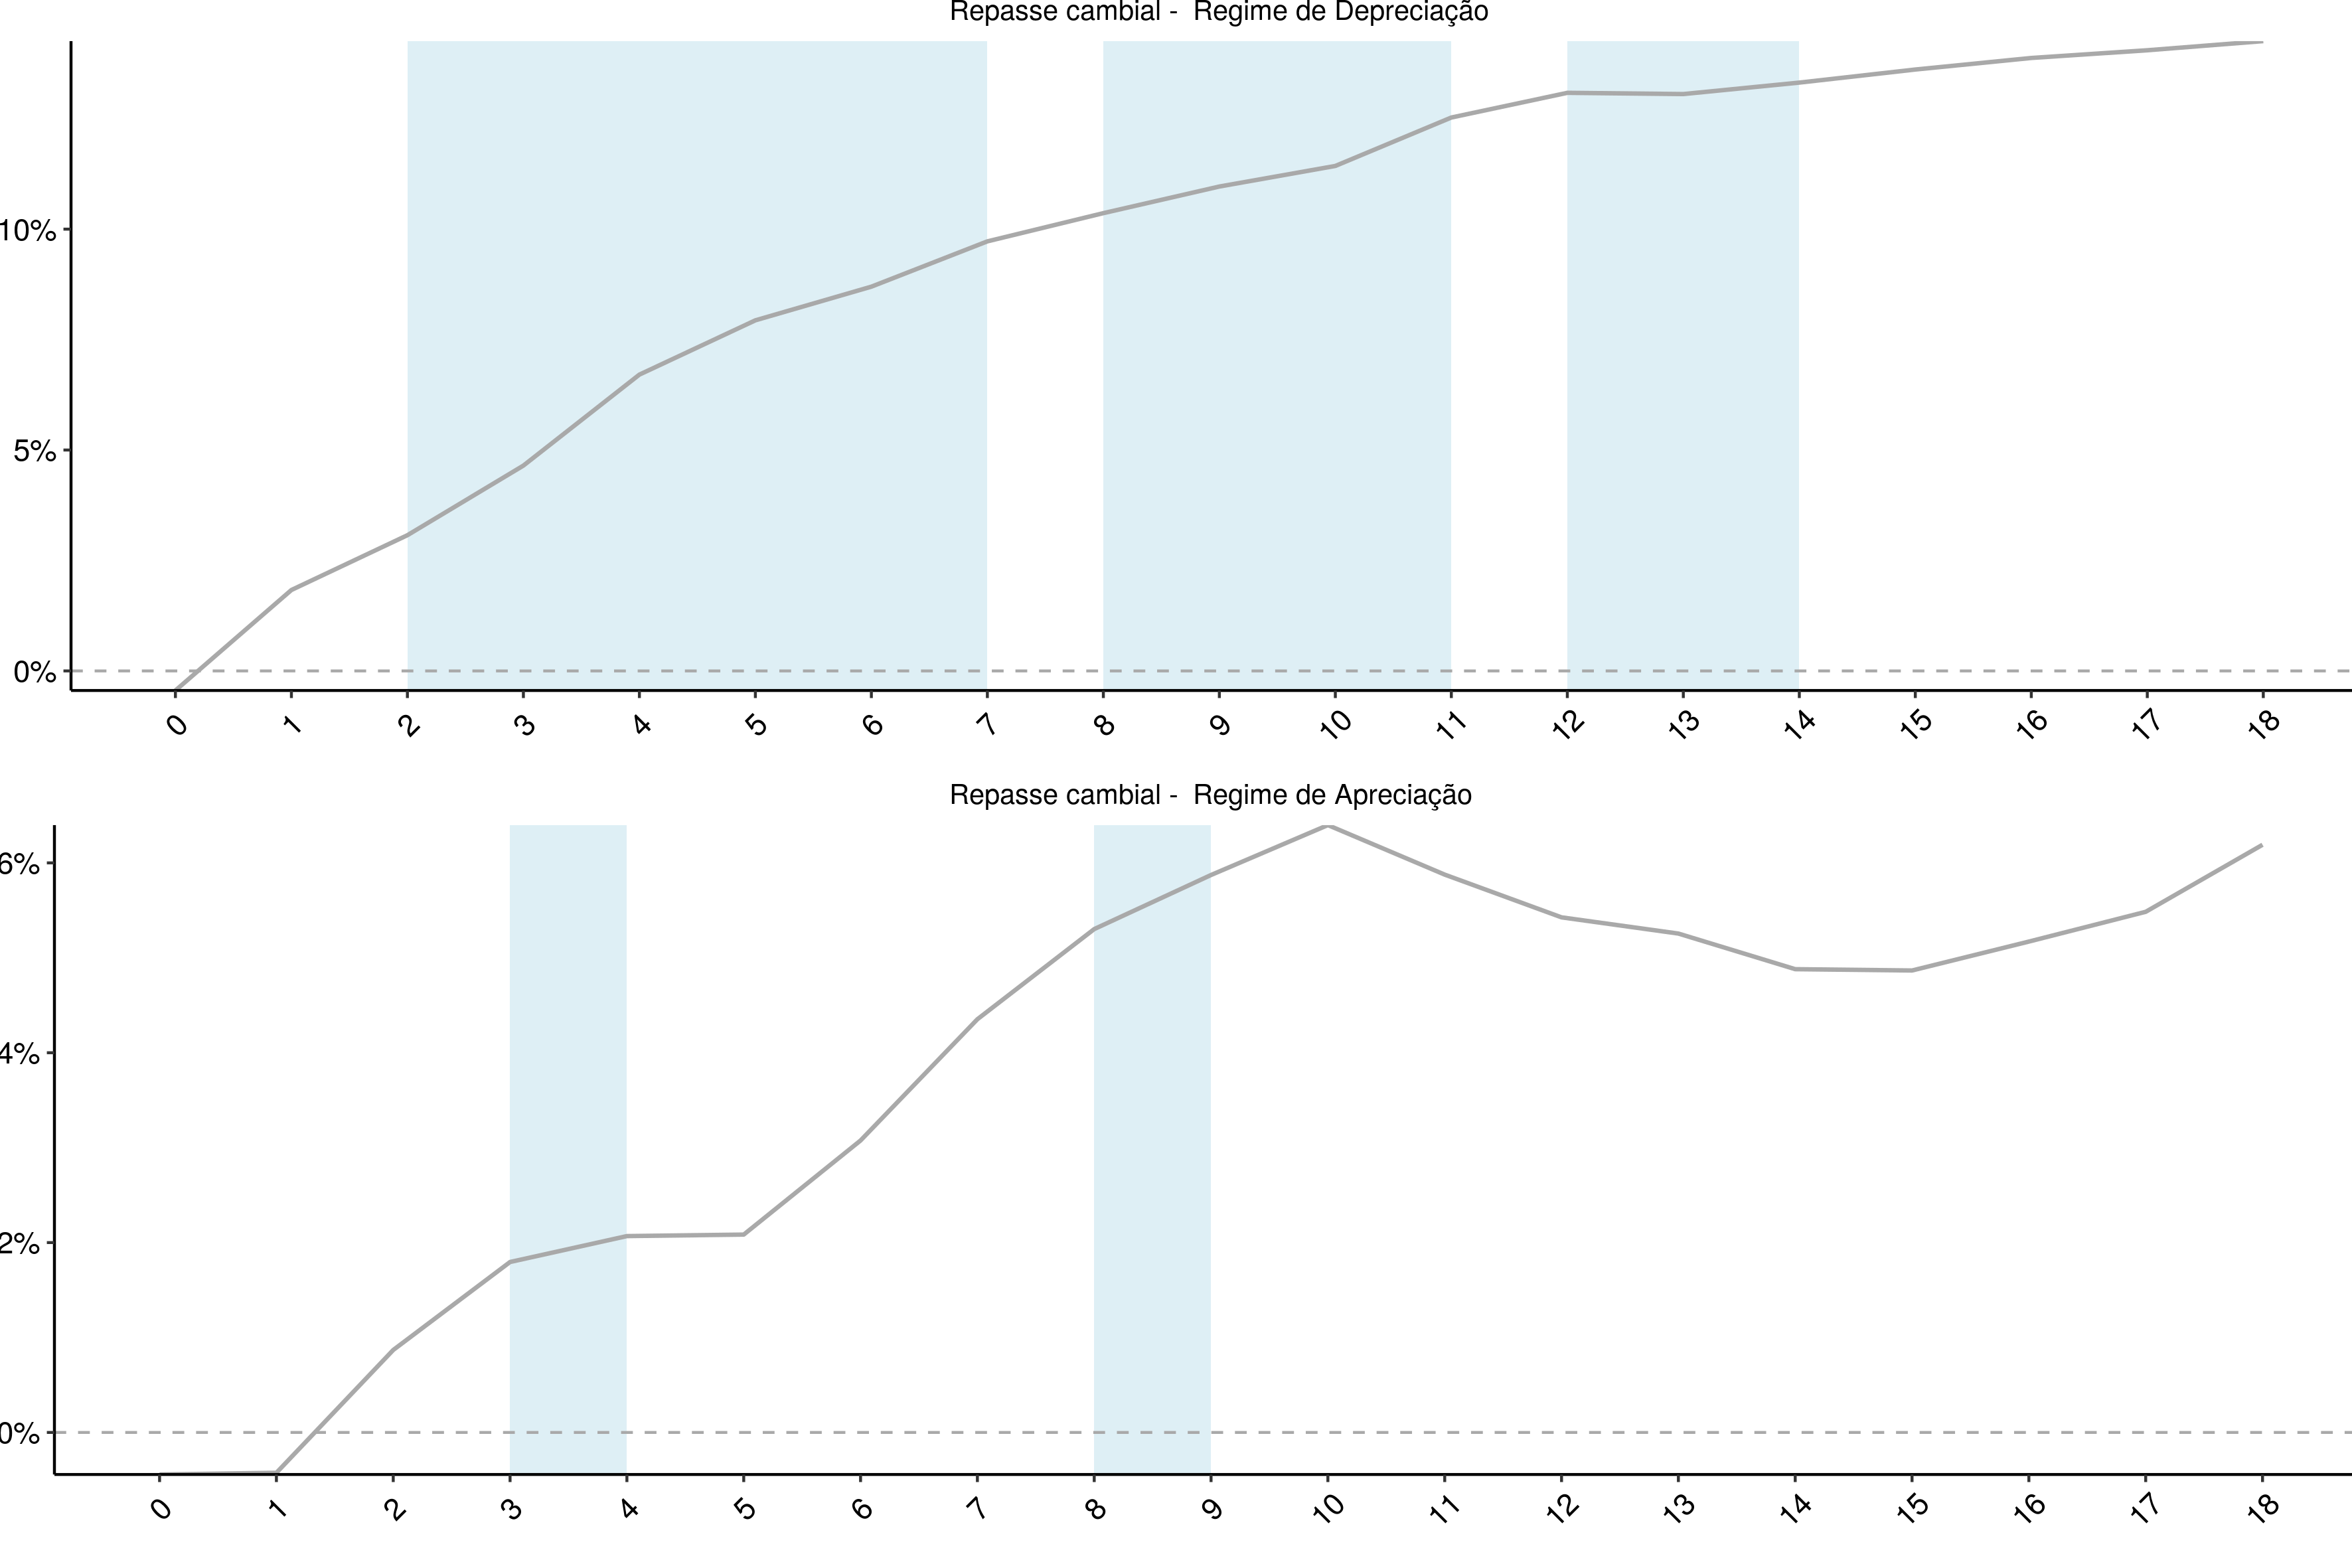 Repasse cambial -  Regime de Depreciação
10%
5%
0%
0 1 2 3 4 5 6 7 8 9 10 11 12 13 14 15 16 17 18
Repasse cambial -  Regime de Apreciação
6%
4%
2%
0%
0 1 2 3 4 5 6 7 8 9 10 11 12 13 14 15 16 17 18